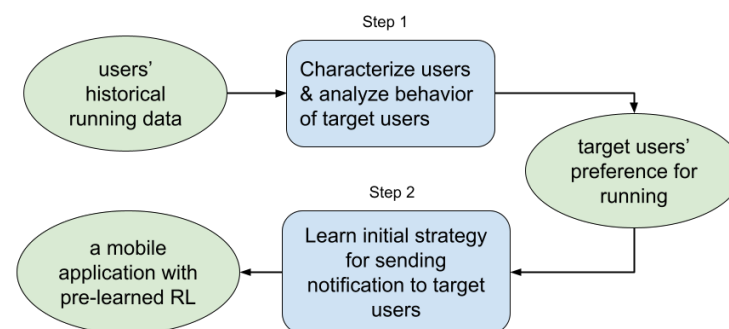 Step 1
users’
historical
running data
Characterize users
& analyze behavior
of target users
target users’
preference for
running
Step 2
Learn initial strategy
for sending
notification to target
users
a mobile
application with
pre-learned RL